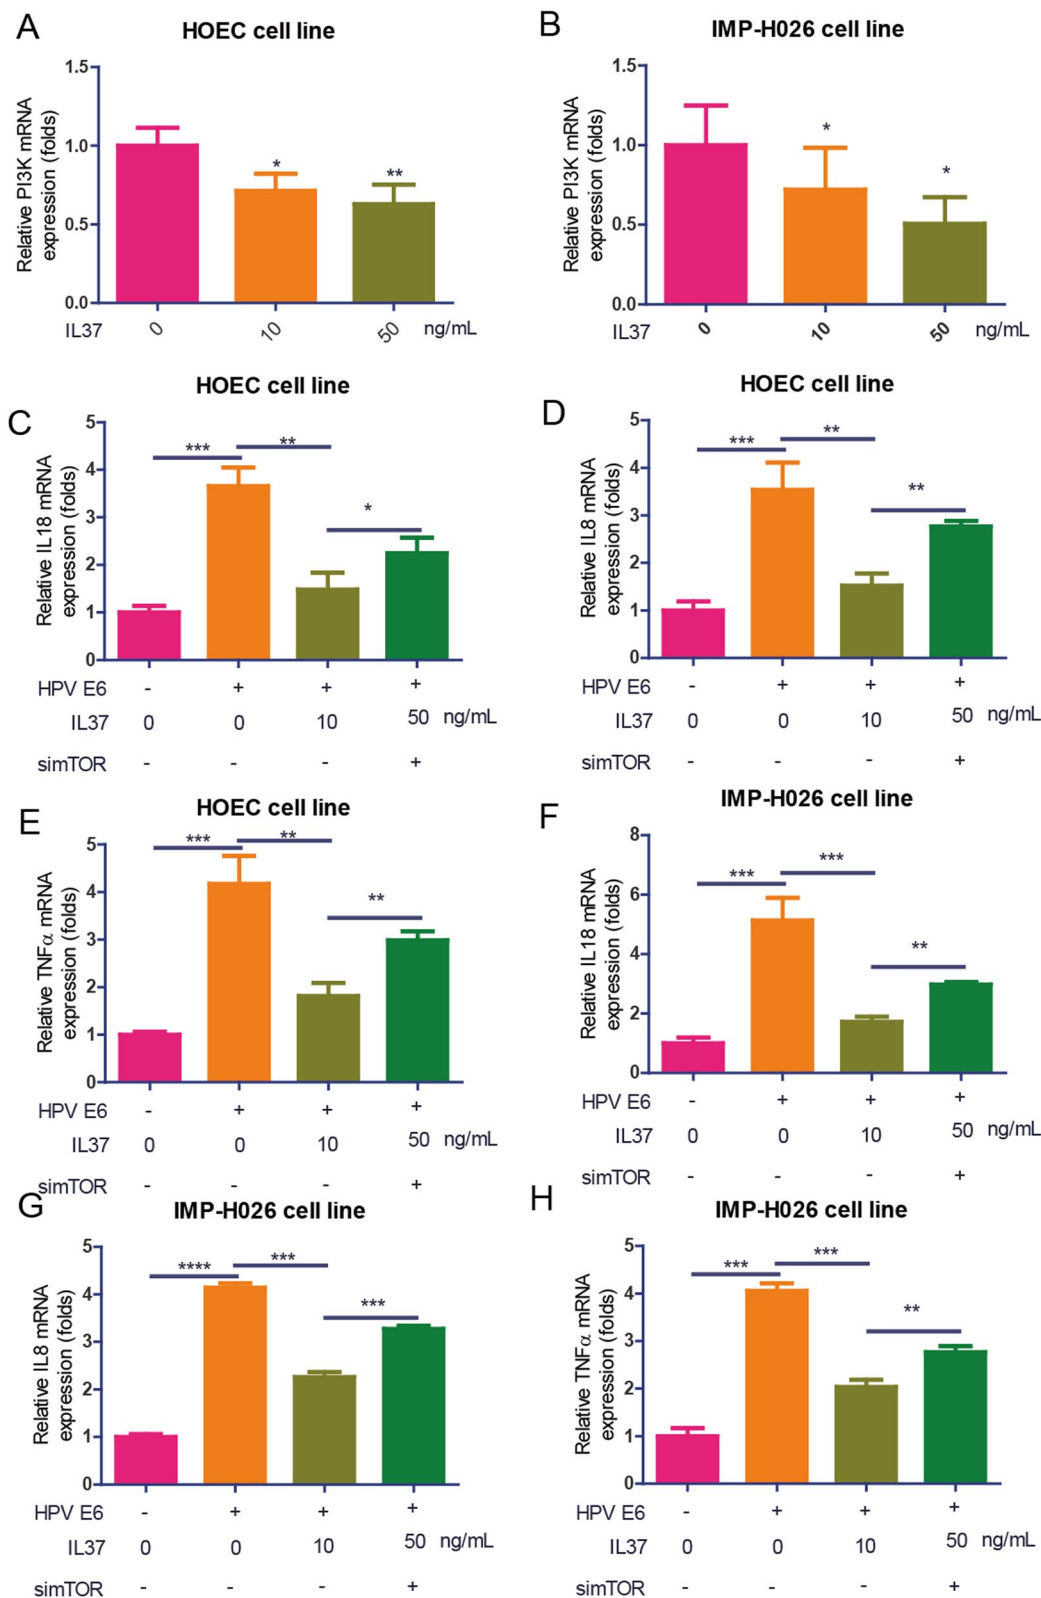 A
HOEC cell line
Relative PI3K mRNA
expression (folds)
1.5
1.0
0.5
0.0
*
**
IL37
0
10
50
ng/mL
B
IMP-H026 cell line
Relative PI3K mRNA
expression (folds)
1.5
1.0
0.5
0.0
*
*
IL37
0
10
50
ng/mL
C
HOEC cell line
Relative IL18 mRNA
expression (folds)
5
4
3
2
1
0
***
**
*
HPV E6 - + + +
IL37 0 0 10 50 ng/mL
simTOR - - - +
D
HOEC cell line
Relative IL8 mRNA
expression (folds)
5
4
3
2
1
0
***
**
**
HPV E6 - + + +
IL37 0 0 10 50 ng/mL
simTOR - - - +
E
HOEC cell line
Relative TNFα mRNA
expression (folds)
5
4
3
2
1
0
***
**
**
HPV E6 - + + +
IL37 0 0 10 50 ng/mL
simTOR - - - +
F
IMP-H026 cell line
Relative IL18 mRNA
expression (folds)
8
6
4
2
0
***
***
**
HPV E6 - + + +
IL37 0 0 10 50 ng/mL
simTOR - - - +
G
IMP-H026 cell line
Relative IL8 mRNA
expression (folds)
5
4
3
2
1
0
****
***
***
HPV E6 - + + +
IL37 0 0 10 50 ng/mL
simTOR - - - +
H
IMP-H026 cell line
Relative TNFα mRNA
expression (folds)
5
4
3
2
1
0
***
***
**
HPV E6 - + + +
IL37 0 0 10 50 ng/mL
simTOR - - - +